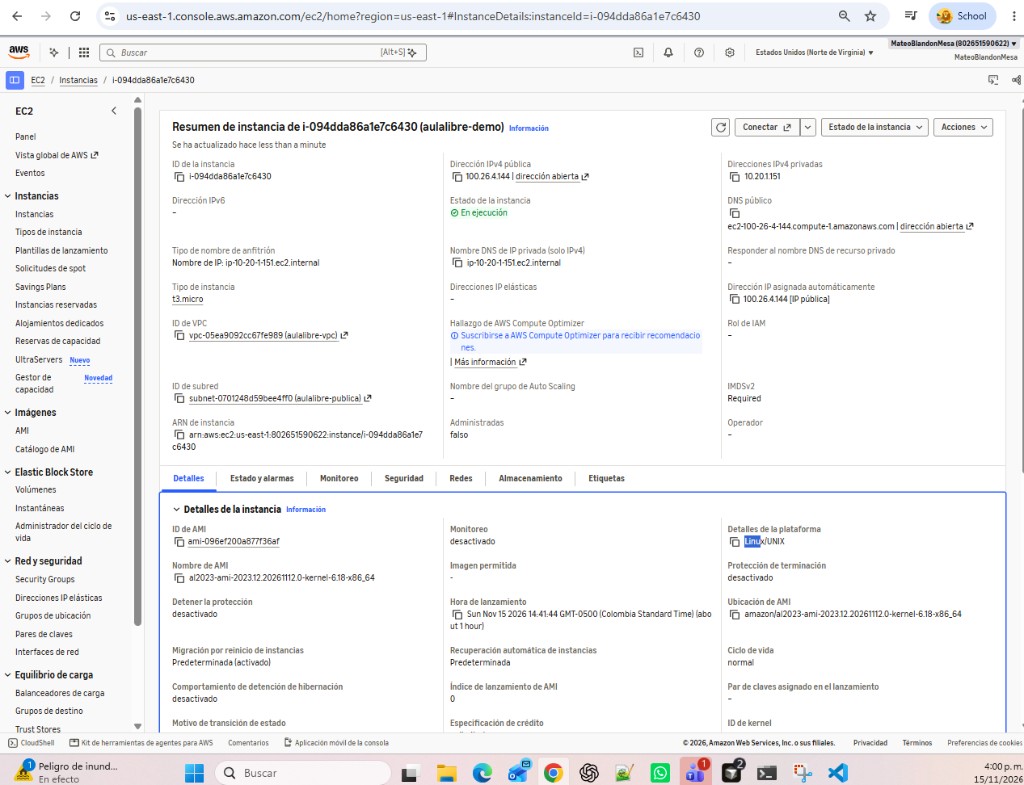 us-east-1.console.aws.amazon.com/ec2/home?region=us-east-1#InstanceDetails:instanceId=i-094dda86a1e7c6430
School
aws
Buscar
[Alt+S]
Estados Unidos (Norte de Virginia)
MateoBlandonMesa (802651590622)
MateoBlandonMesa
EC2 / Instancias / i-094dda86a1e7c6430
EC2
Panel
Vista global de AWS
Eventos
Instancias
Instancias
Tipos de instancia
Plantillas de lanzamiento
Solicitudes de spot
Savings Plans
Instancias reservadas
Alojamientos dedicados
Reservas de capacidad
UltraServers Nuevo
Gestor de capacidad Novedad
Imágenes
AMI
Catálogo de AMI
Elastic Block Store
Volúmenes
Instantáneas
Administrador del ciclo de vida
Red y seguridad
Security Groups
Direcciones IP elásticas
Grupos de ubicación
Pares de claves
Interfaces de red
Equilibrio de carga
Balanceadores de carga
Grupos de destino
Trust Stores
Resumen de instancia de i-094dda86a1e7c6430 (aulalibre-demo) Información
Conectar
Estado de la instancia
Acciones
Se ha actualizado hace less than a minute
ID de la instancia
i-094dda86a1e7c6430
Dirección IPv4 pública
100.26.4.144 | dirección abierta
Direcciones IPv4 privadas
10.20.1.151
Dirección IPv6
-
Estado de la instancia
En ejecución
DNS público
ec2-100-26-4-144.compute-1.amazonaws.com | dirección abierta
Tipo de nombre de anfitrión
Nombre de IP: ip-10-20-1-151.ec2.internal
Nombre DNS de IP privada (solo IPv4)
ip-10-20-1-151.ec2.internal
Responder al nombre DNS de recurso privado
-
Tipo de instancia
t3.micro
Direcciones IP elásticas
-
Dirección IP asignada automáticamente
100.26.4.144 [IP pública]
ID de VPC
vpc-05ea9092cc67fe989 (aulalibre-vpc)
Hallazgo de AWS Compute Optimizer
Suscribirse a AWS Compute Optimizer para recibir recomendacio
nes.
| Más información
Rol de IAM
-
ID de subred
subnet-0701248d59bee4ff0 (aulalibre-publica)
Nombre del grupo de Auto Scaling
-
IMDSv2
Required
ARN de instancia
arn:aws:ec2:us-east-1:802651590622:instance/i-094dda86a1e7
c6430
Administradas
falso
Operador
-
Detalles
Estado y alarmas
Monitoreo
Seguridad
Redes
Almacenamiento
Etiquetas
Detalles de la instancia Información
ID de AMI
ami-096ef200a877f36af
Monitoreo
desactivado
Detalles de la plataforma
Linux/UNIX
Nombre de AMI
al2023-ami-2023.12.20261112.0-kernel-6.18-x86_64
Imagen permitida
-
Protección de terminación
desactivado
Detener la protección
desactivado
Hora de lanzamiento
Sun Nov 15 2026 14:41:44 GMT-0500 (Colombia Standard Time) (abo
ut 1 hour)
Ubicación de AMI
amazon/al2023-ami-2023.12.20261112.0-kernel-6.18-x86_64
Migración por reinicio de instancias
Predeterminada (activado)
Recuperación automática de instancias
Predeterminada
Ciclo de vida
normal
Comportamiento de detención de hibernación
desactivado
Índice de lanzamiento de AMI
0
Par de claves asignado en el lanzamiento
-
Motivo de transición de estado
Especificación de crédito
ID de kernel
CloudShell
Kit de herramientas de agentes para AWS
Comentarios
Aplicación móvil de la consola
© 2026, Amazon Web Services, Inc. o sus filiales.
Privacidad
Términos
Preferencias de cookies
1
Peligro de inund...
En efecto
Buscar
1
2
4:00 p. m.
15/11/2026